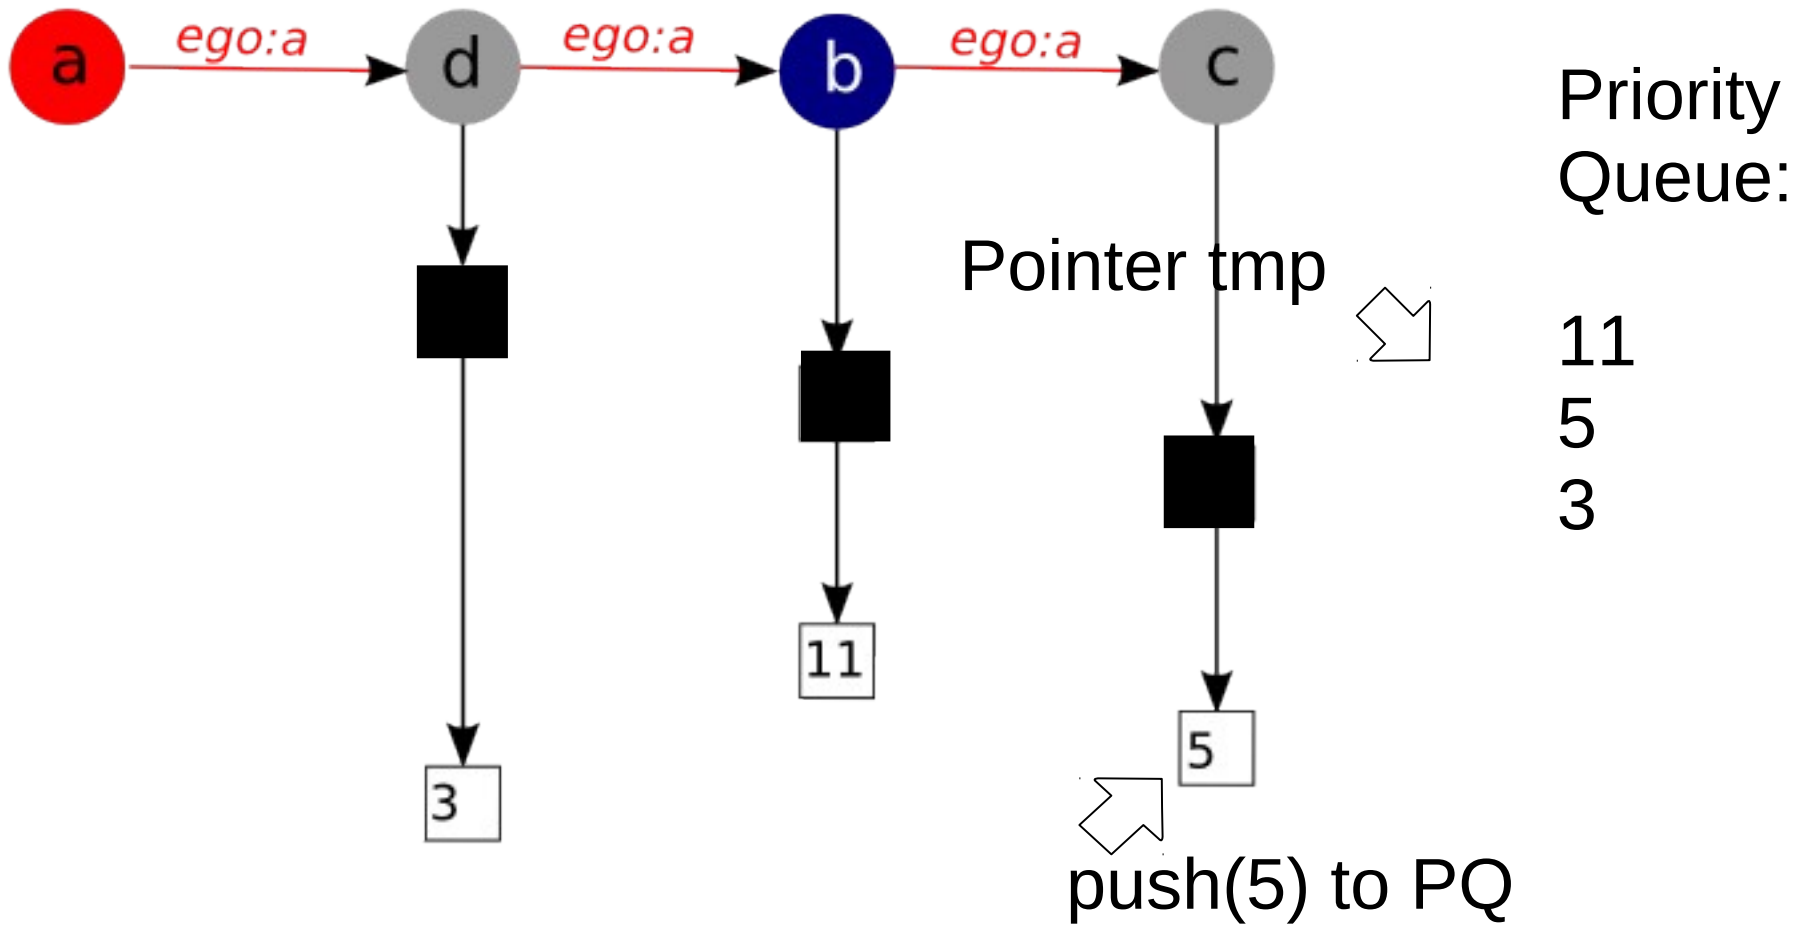 a
ego:a
d
ego:a
b
ego:a
c
Priority
Queue:
Pointer tmp
11
5
3
11
5
3
push(5) to PQ